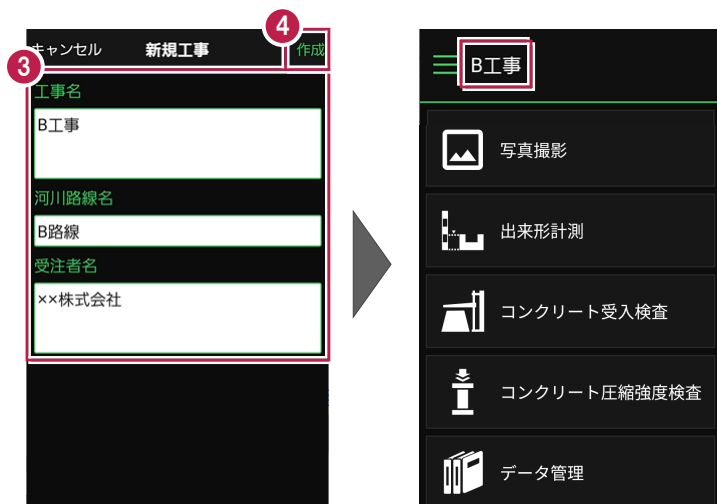 4
キャンセル 新規工事 作成
3
工事名
B工事
河川路線名
B路線
受注者名
××株式会社
B工事
写真撮影
出来形計測
コンクリート受入検査
コンクリート圧縮強度検査
データ管理